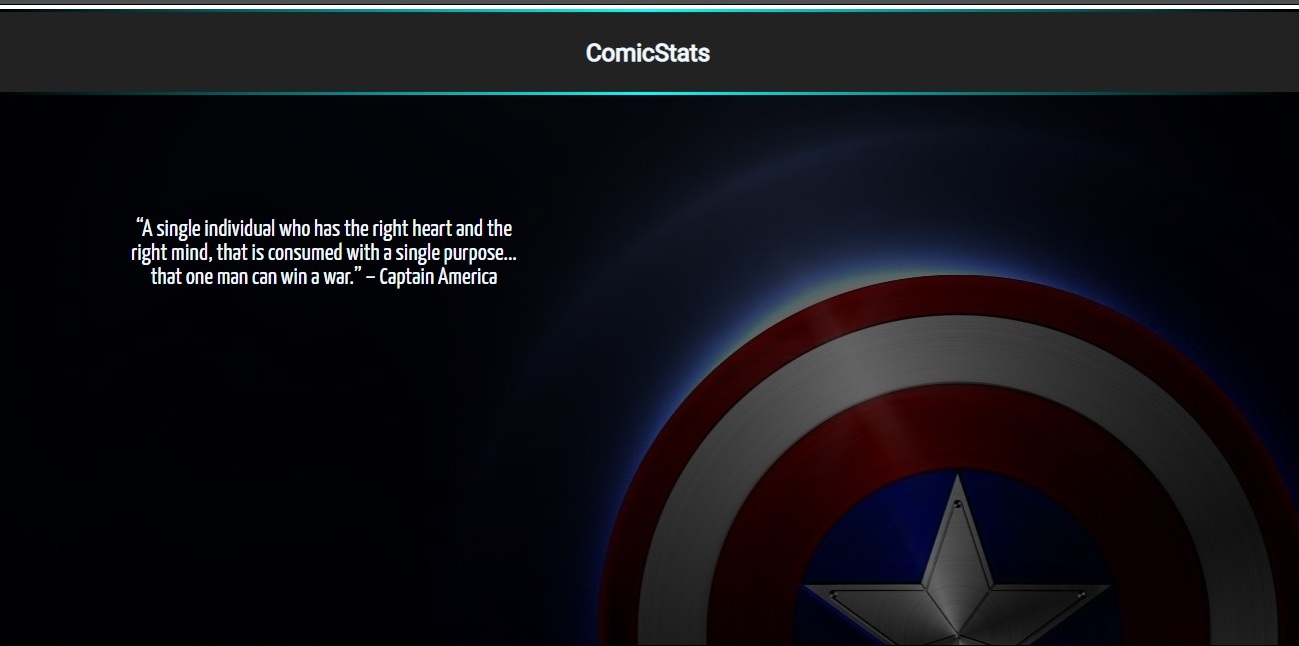 ComicStats
“A single individual who has the right heart and the
right mind, that is consumed with a single purpose...
that one man can win a war.” – Captain America